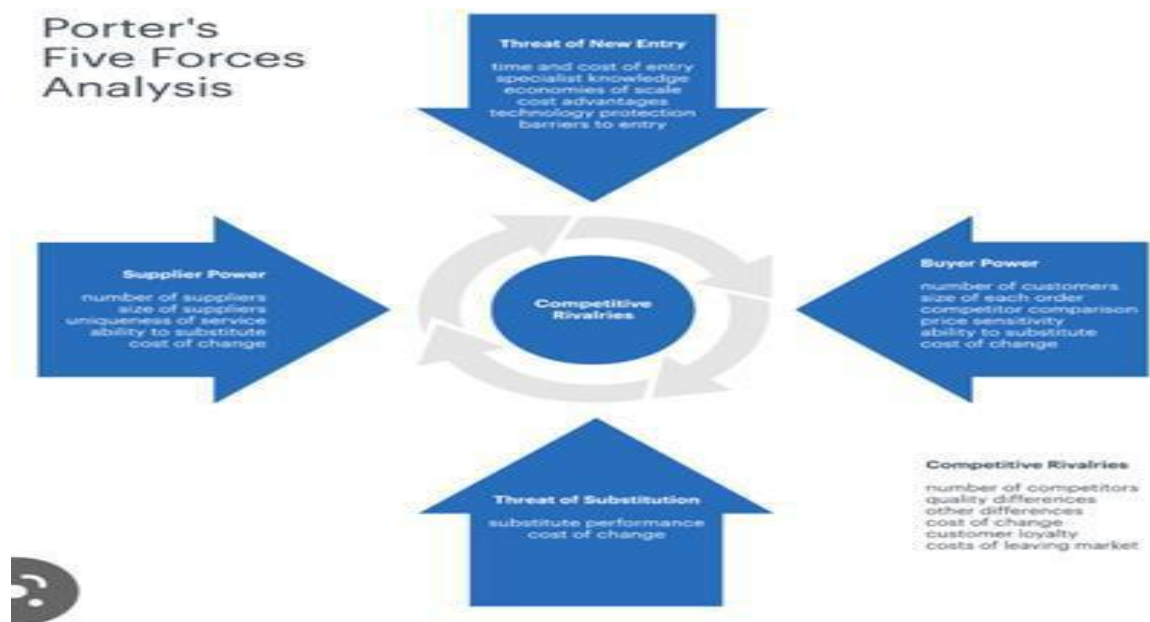 Porter's
Five Forces
Analysis
Threat of New Entry
time and cost of entry
specialist knowledge
economies of scale
cost advantages
technology protection
barriers to entry
Supplier Power
number of suppliers
size of suppliers
uniqueness of service
ability to substitute
cost of change
Competitive
Rivalries
Buyer Power
number of customers
size of each order
competitor comparison
price sensitivity
ability to substitute
cost of change
Threat of Substitution
substitute performance
cost of change
Competitive Rivalries
number of competitors
quality differences
other differences
cost of change
customer loyalty
costs of leaving market